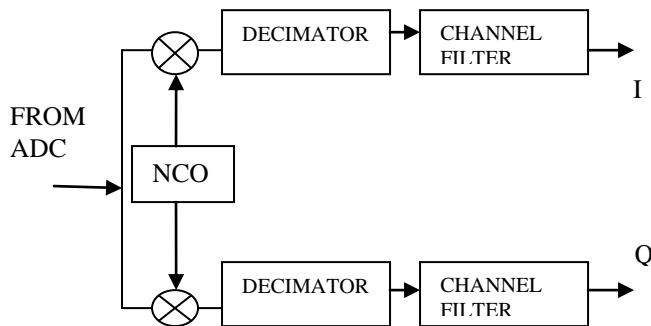 DECIMATOR
CHANNEL
FILTER
I
FROM
ADC
NCO
Q
DECIMATOR
CHANNEL
FILTER